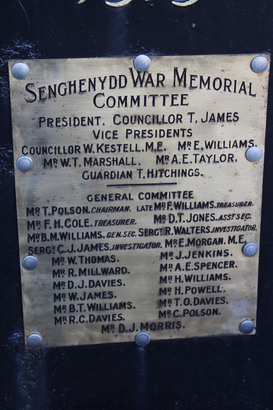 SENGHENYDD WAR MEMORIAL
COMMITTEE
PRESIDENT. COUNCILLOR T. JAMES
VICE PRESIDENTS
COUNCILLOR W. KESTELL, M.E. MR E. WILLIAMS.
MR W.T. MARSHALL. MR A.E. TAYLOR.
GUARDIAN T. HITCHINGS.
GENERAL COMMITTEE
MR T. POLSON. CHAIRMAN. LATE MR F. WILLIAMS. TREASURER.
MR F.H. COLE. TREASURER. MR D.T. JONES. ASST SEC.
MR B.M. WILLIAMS. GEN. SEC. SERGT R. WALTERS. INVESTIGATOR.
SERGT C.J. JAMES. INVESTIGATOR. MR E. MORGAN. M.E.
MR W. THOMAS. MR J. JENKINS.
MR R. MILLWARD. MR A.E. SPENCER.
MR D.J. DAVIES. MR H. WILLIAMS.
MR W. JAMES. MR H. POWELL.
MR B.T. WILLIAMS. MR T.O. DAVIES.
MR R.C. DAVIES. MR C. POLSON.
MR D.J. MORRIS.